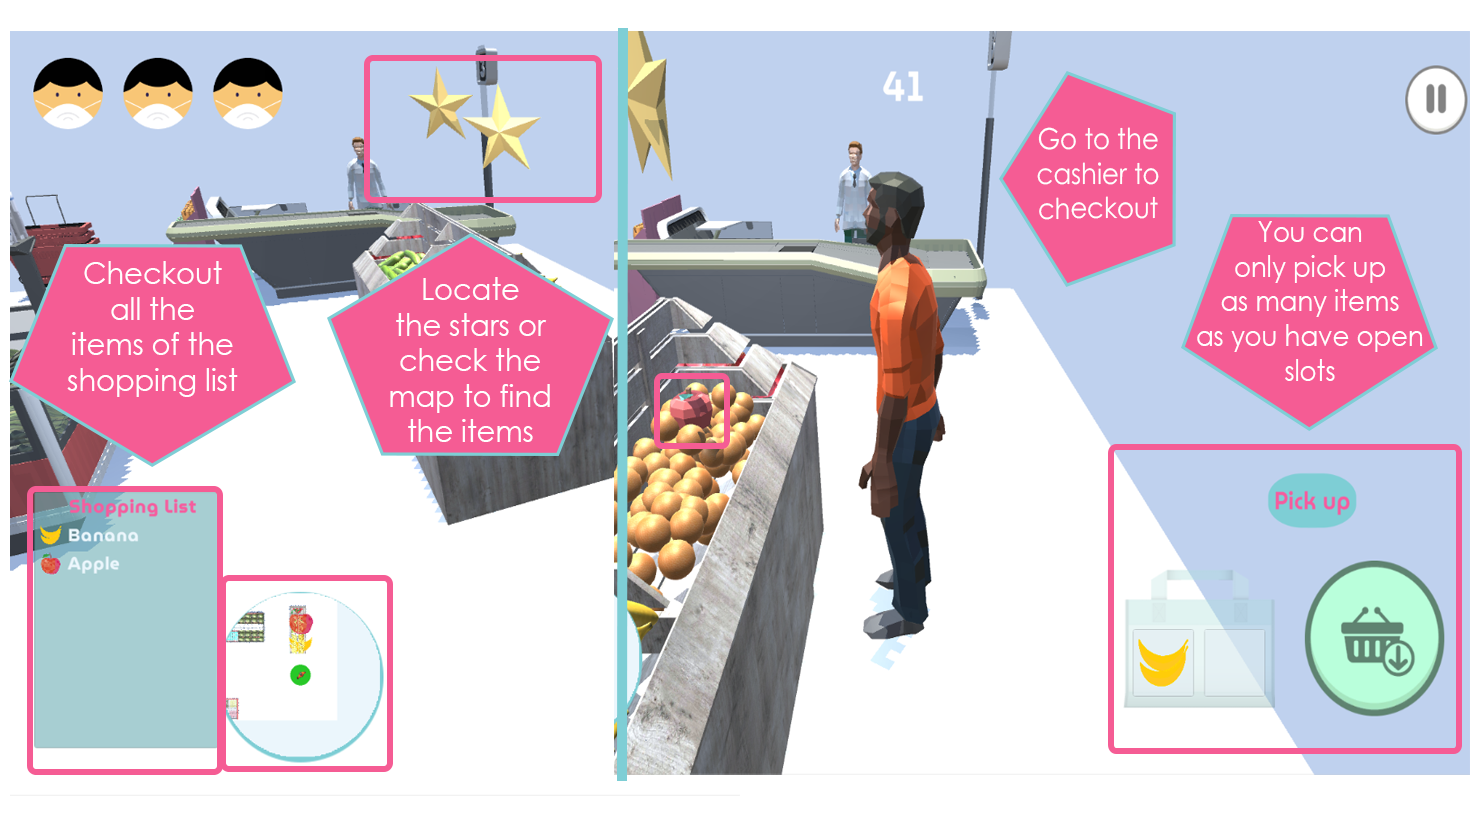 41
Go to the
cashier to
checkout
You can
only pick up
as many items
as you have open
slots
Checkout
all the
items of the
shopping list
Locate
the stars or
check the
map to find
the items
Shopping List
Banana
Apple
Pick up